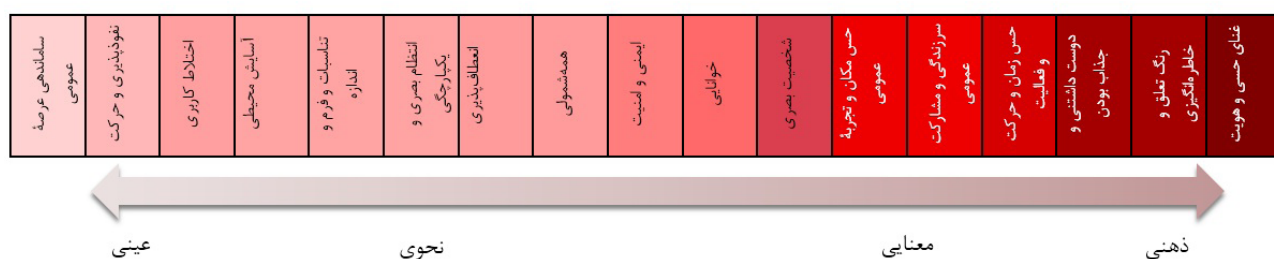 غنای حسی و هویت
رنگ تعلق و
خاطره‌انگیزی
دوست داشتنی و
جذاب بودن
حس زمان و حرکت
و فعالیت
سرزندگی و مشارکت
عمومی
حس مکان و تجربهٔ
عمومی
شخصیت بصری
خوانایی
ایمنی و امنیت
همه‌شمولی
انعطاف‌پذیری
انتظام بصری و
یکپارچگی
تناسبات و فرم و
اندازه
آسایش محیطی
اختلاط کاربری
نفوذپذیری و حرکت
ساماندهی عرصهٔ
عمومی
ذهنی
معنایی
نحوی
عینی